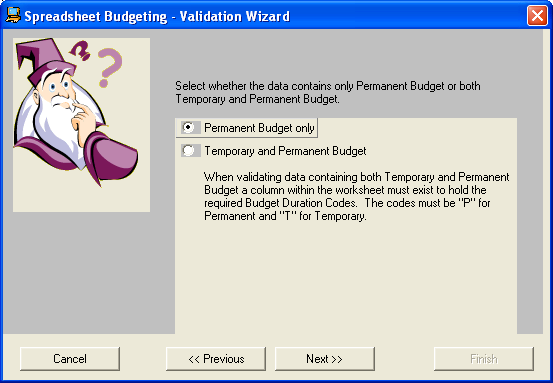 Spreadsheet Budgeting - Validation Wizard
Select whether the data contains only Permanent Budget or both
Temporary and Permanent Budget.
Permanent Budget only
Temporary and Permanent Budget
When validating data containing both Temporary and Permanent
Budget a column within the worksheet must exist to hold the
required Budget Duration Codes.  The codes must be "P" for
Permanent and "T" for Temporary.
Cancel
<< Previous
Next >>
Finish